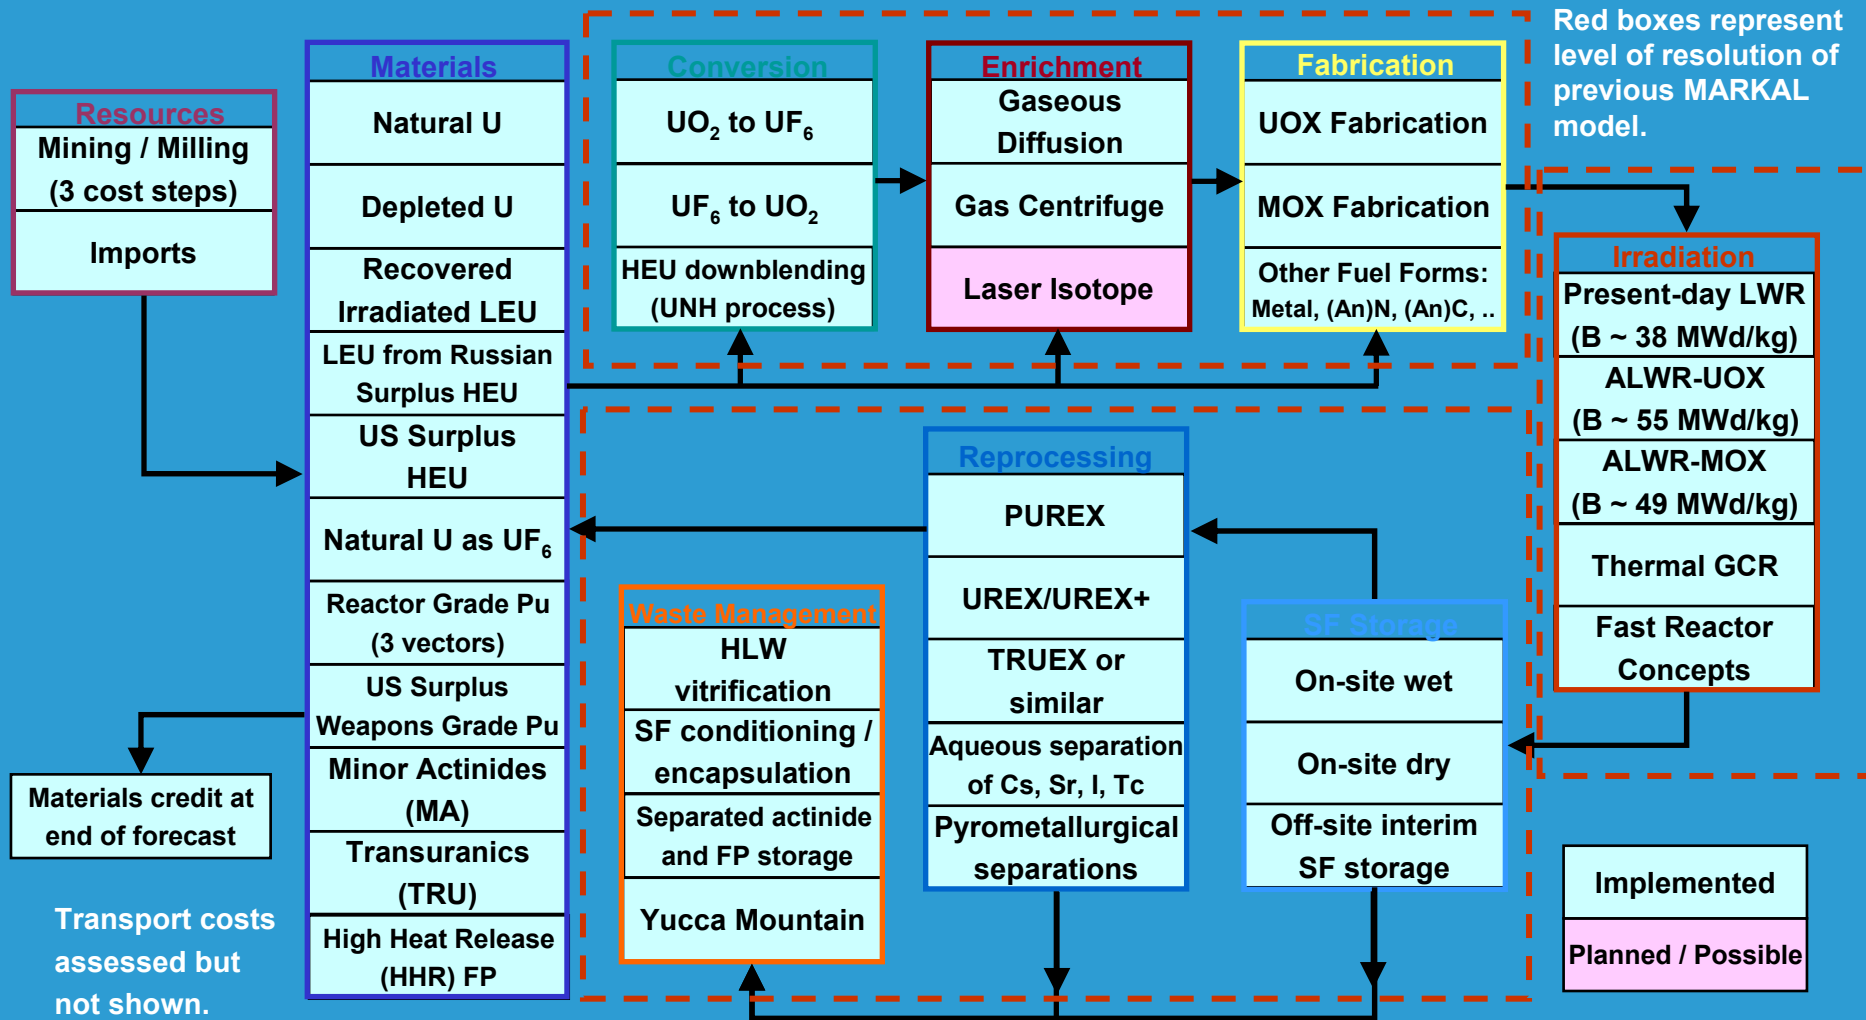 Red boxes represent
level of resolution of
previous MARKAL
model.
Resources
Mining / Milling
(3 cost steps)
Imports
Materials
Natural U
Depleted U
Recovered
Irradiated LEU
LEU from Russian
Surplus HEU
US Surplus
HEU
Natural U as UF₆
Reactor Grade Pu
(3 vectors)
US Surplus
Weapons Grade Pu
Minor Actinides
(MA)
Transuranics
(TRU)
High Heat Release
(HHR) FP
Conversion
UO₂ to UF₆
UF₆ to UO₂
HEU downblending
(UNH process)
Enrichment
Gaseous
Diffusion
Gas Centrifuge
Laser Isotope
Fabrication
UOX Fabrication
MOX Fabrication
Other Fuel Forms:
Metal, (An)N, (An)C, ..
Irradiation
Present-day LWR
(B ~ 38 MWd/kg)
ALWR-UOX
(B ~ 55 MWd/kg)
ALWR-MOX
(B ~ 49 MWd/kg)
Thermal GCR
Fast Reactor
Concepts
Reprocessing
PUREX
UREX/UREX+
TRUEX or
similar
Aqueous separation
of Cs, Sr, I, Tc
Pyrometallurgical
separations
Waste Management
HLW
vitrification
SF conditioning /
encapsulation
Separated actinide
and FP storage
Yucca Mountain
SF Storage
On-site wet
On-site dry
Off-site interim
SF storage
Materials credit at
end of forecast
Transport costs
assessed but
not shown.
Implemented
Planned / Possible